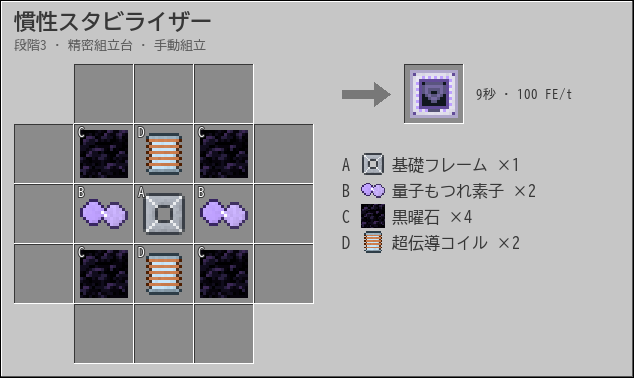 慣性スタビライザー
段階3 · 精密組立台 · 手動組立
9秒 · 100 FE/t
C D C
B A B
C D C
A 基礎フレーム ×1
B 量子もつれ素子 ×2
C 黒曜石 ×4
D 超伝導コイル ×2